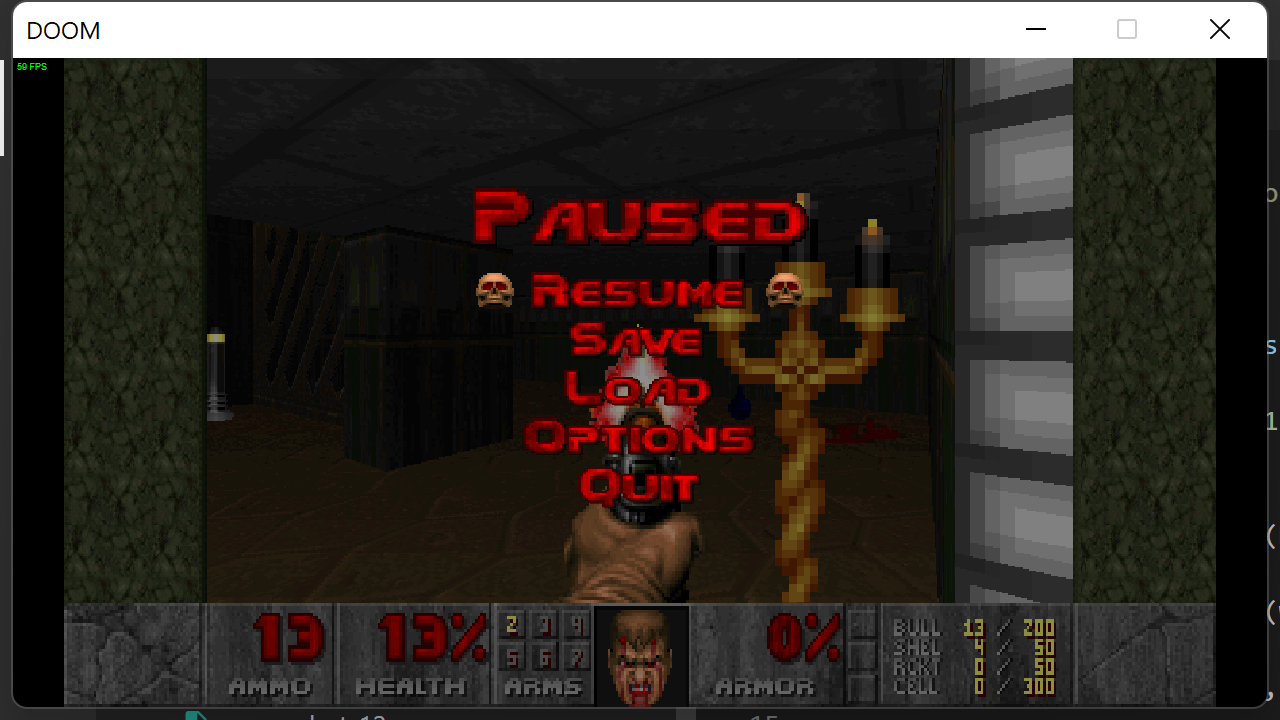 DOOM
59 FPS
PAUSED
RESUME
SAVE
LOAD
OPTIONS
QUIT
13
13%
2 3 4
5 6 7
0%
AMMO
HEALTH
ARMS
ARMOR
BULL 13 / 200
SHEL 4 / 50
RCKT 0 / 50
CELL 0 / 300